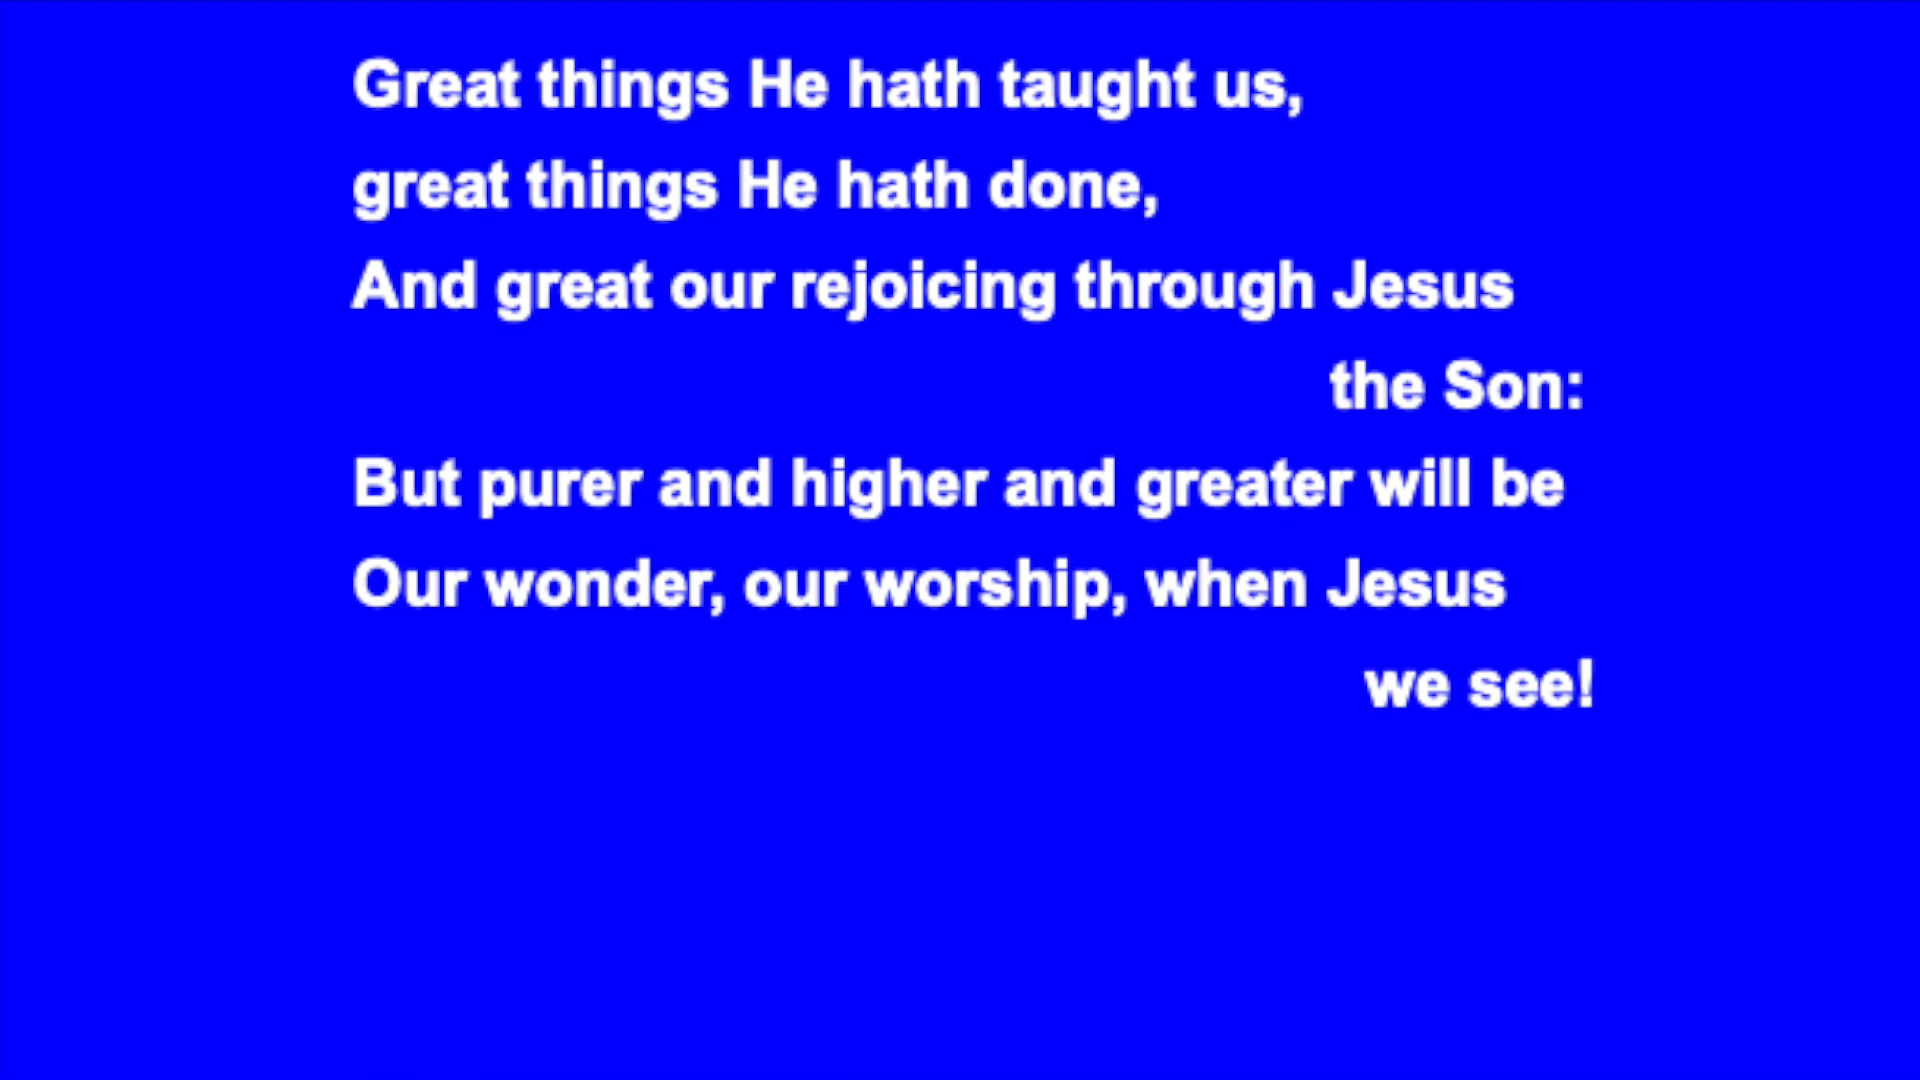 Great things He hath taught us,
great things He hath done,
And great our rejoicing through Jesus
the Son:
But purer and higher and greater will be
Our wonder, our worship, when Jesus
we see!